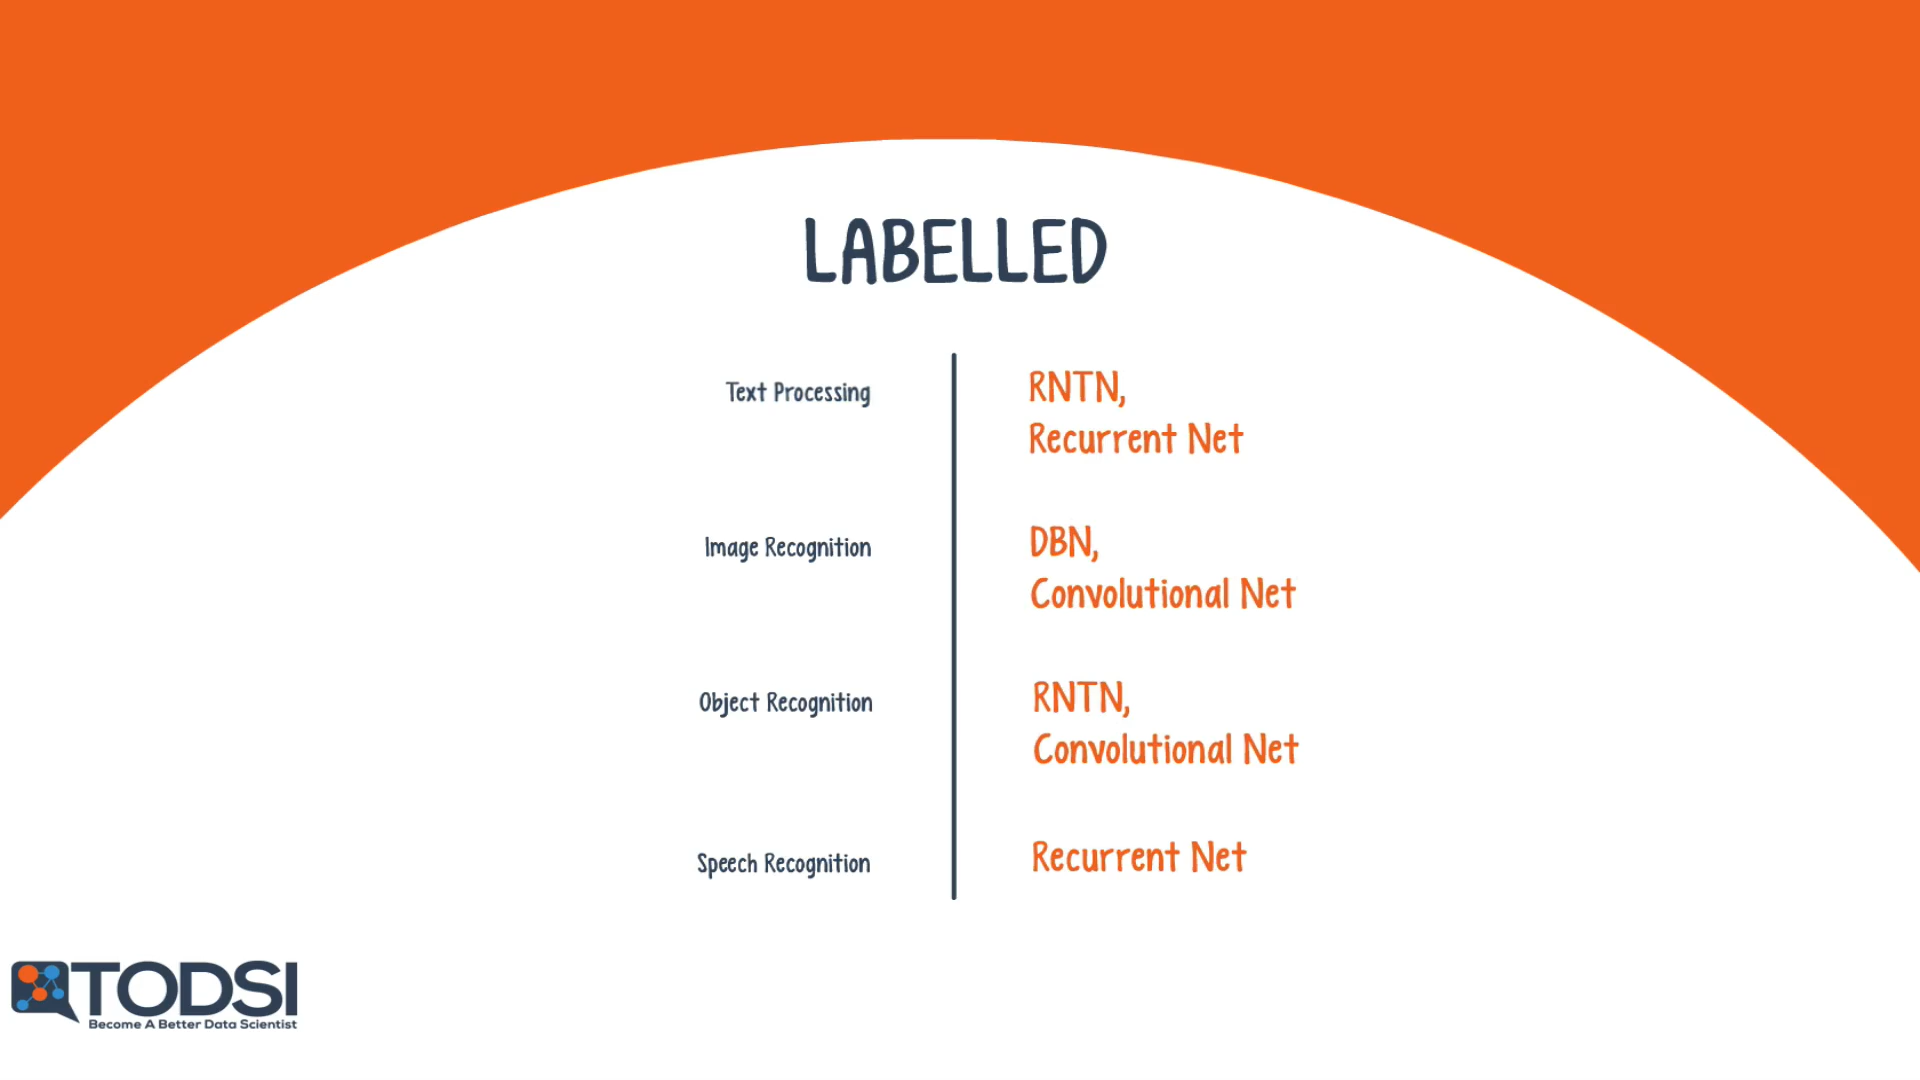 LABELLED
Text Processing
RNTN,
Recurrent Net
Image Recognition
DBN,
Convolutional Net
Object Recognition
RNTN,
Convolutional Net
Speech Recognition
Recurrent Net
TODSI
Become A Better Data Scientist